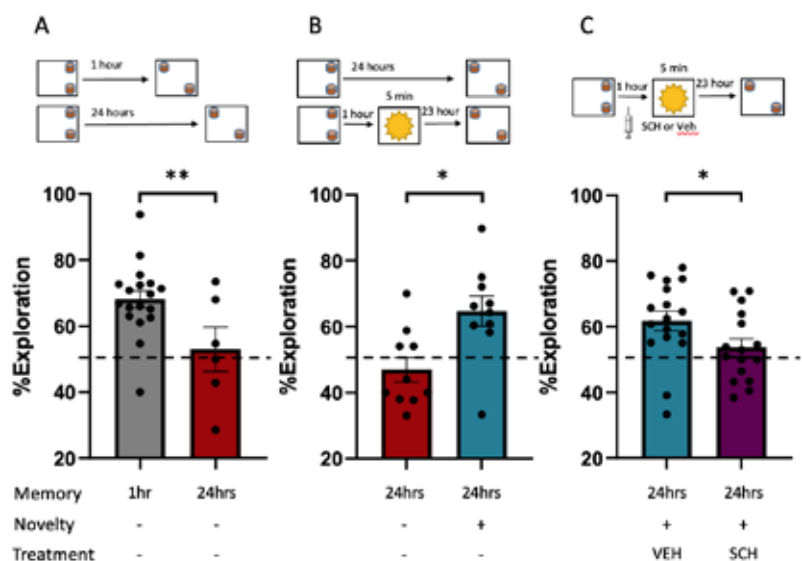 A
1 hour
24 hours
**
100
80
60
40
20
%Exploration
Memory 1hr 24hrs
Novelty - -
Treatment - -
B
24 hours
5 min
1 hour
23 hour
*
100
80
60
40
20
%Exploration
24hrs 24hrs
- +
- -
C
5 min
1 hour
23 hour
SCH or Veh
*
100
80
60
40
20
%Exploration
24hrs 24hrs
+ +
VEH SCH